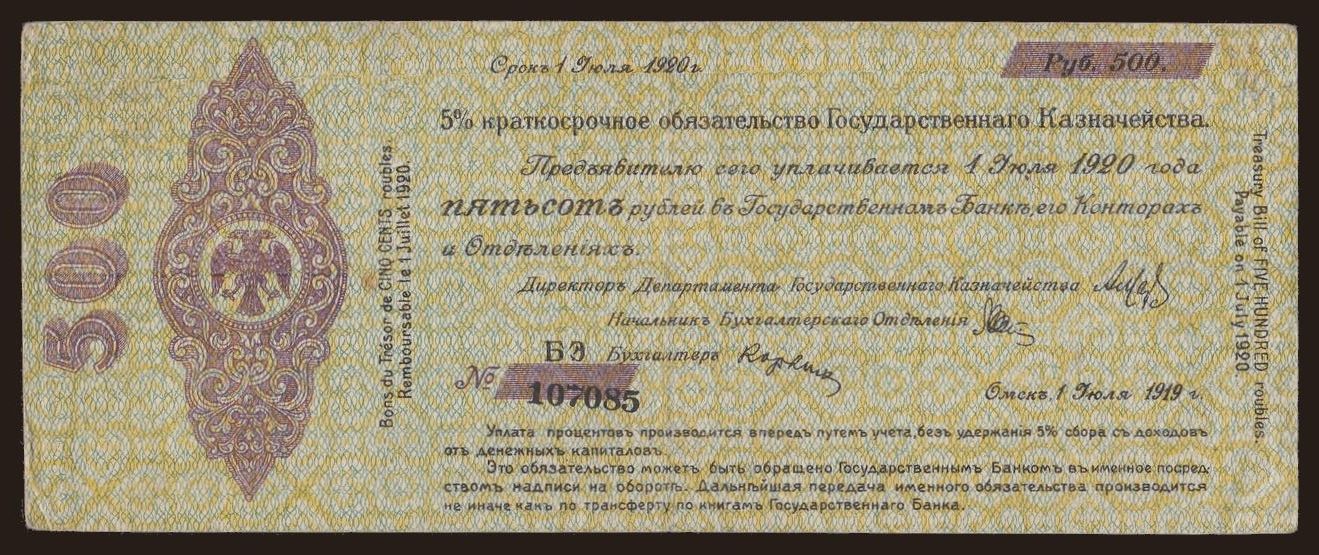 500
Bons du Trésor de CINQ CENTS roubles.
Remboursable le 1 Juillet 1920.
Срокъ 1 Июля 1920 г.
Руб. 500.
5% краткосрочное обязательство Государственнаго Казначейства.
Предъявителю сего уплачивается 1 Июля 1920 года
пятьсотъ рублей въ Государственномъ Банкѣ, его Конторахъ
и Отдѣленіяхъ.
Директоръ Департамента Государственнаго Казначейства
Начальникъ Бухгалтерскаго Отдѣленія
БЭ Бухгалтеръ
№ 107085
Омскъ, 1 Июля 1919 г.
Уплата процентовъ производится впередъ путемъ учета, безъ удержанія 5% сбора съ доходовъ
отъ денежныхъ капиталовъ.
Это обязательство можетъ быть обращено Государственнымъ Банкомъ въ именное посред-
ствомъ надписи на оборотѣ. Дальнѣйшая передача именного обязательства производится
не иначе какъ по трансферту по книгамъ Государственнаго Банка.
Treasury Bill of FIVE HUNDRED roubles.
Payable on 1 July 1920.